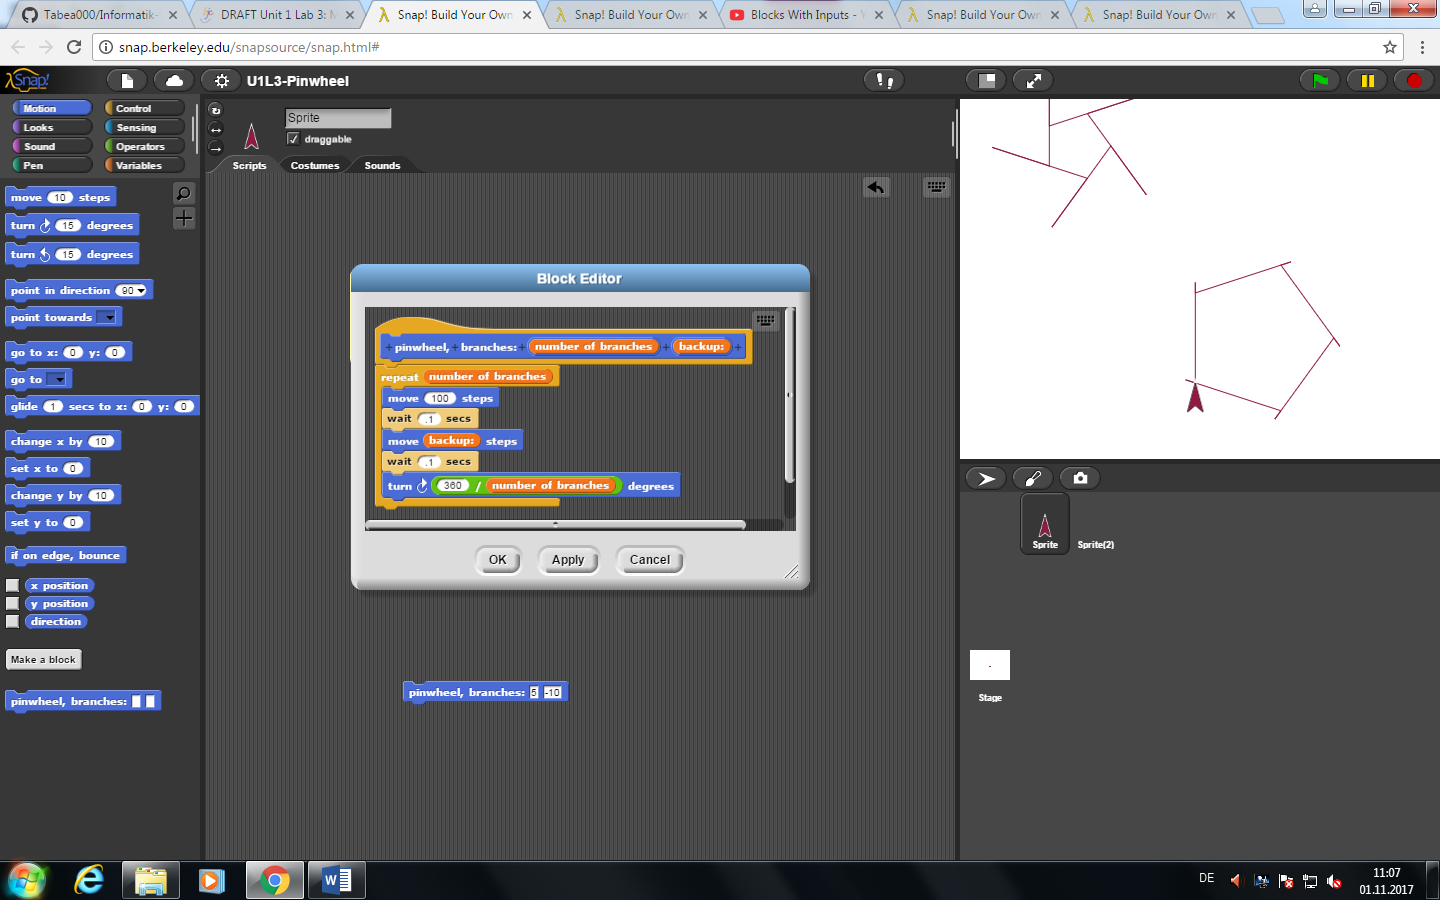 Tabea000/Informatik-
DRAFT Unit 1 Lab 3: M
Snap! Build Your Own
Snap! Build Your Own
Blocks With Inputs - Y
Snap! Build Your Own
Snap! Build Your Own
snap.berkeley.edu/snapsource/snap.html#
Snap!
U1L3-Pinwheel
Motion
Control
Looks
Sensing
Sound
Operators
Pen
Variables
move 10 steps
turn 15 degrees
turn 15 degrees
point in direction 90
point towards
go to x: 0 y: 0
go to
glide 1 secs to x: 0 y: 0
change x by 10
set x to 0
change y by 10
set y to 0
if on edge, bounce
x position
y position
direction
Make a block
pinwheel, branches:
Sprite
draggable
Scripts
Costumes
Sounds
Block Editor
+ pinwheel, + branches: + number of branches + backup: +
repeat number of branches
move 100 steps
wait .1 secs
move backup: steps
wait .1 secs
turn 360 / number of branches degrees
OK
Apply
Cancel
pinwheel, branches: 5 -10
Sprite
Sprite(2)
Stage
DE
11:07
01.11.2017